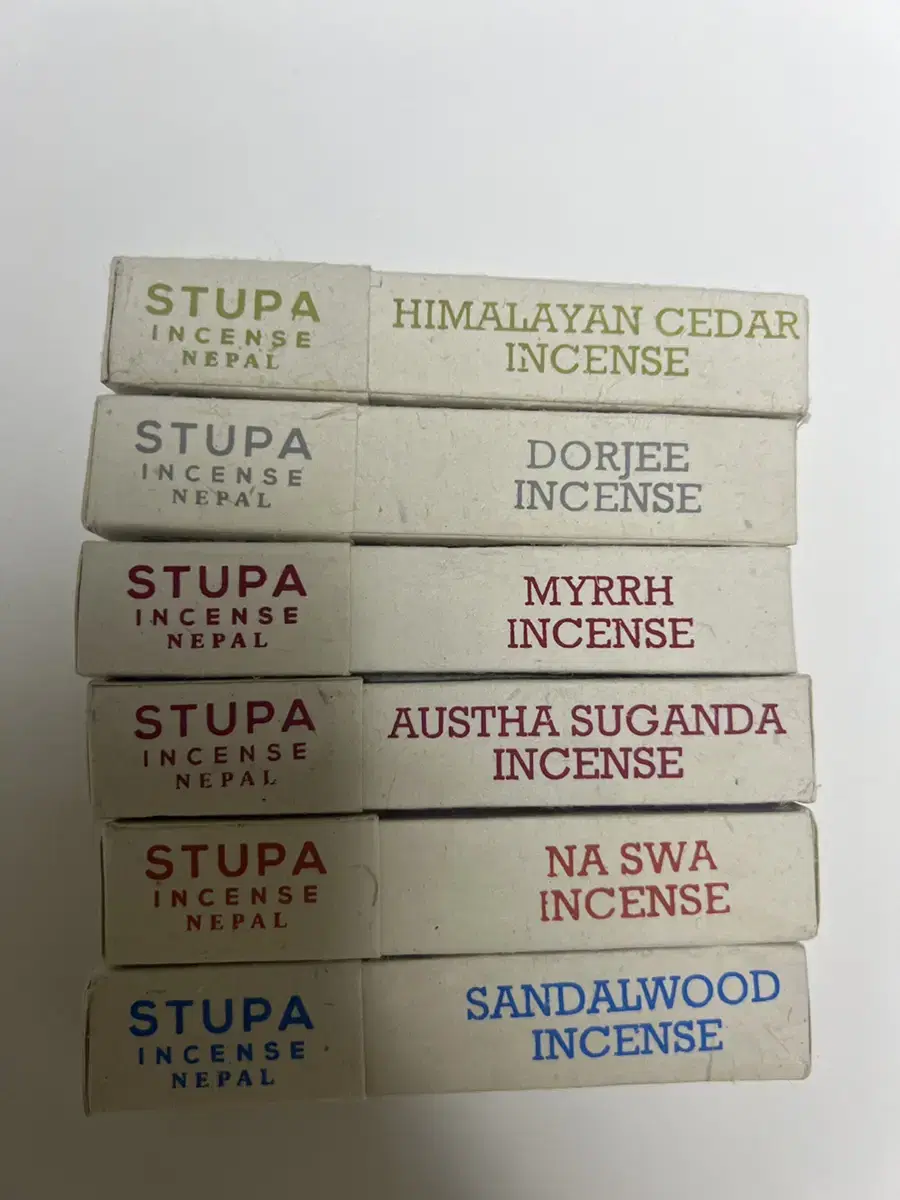 STUPA
INCENSE
NEPAL
HIMALAYAN CEDAR
INCENSE
STUPA
INCENSE
NEPAL
DORJEE
INCENSE
STUPA
INCENSE
NEPAL
MYRRH
INCENSE
STUPA
INCENSE
NEPAL
AUSTHA SUGANDA
INCENSE
STUPA
INCENSE
NEPAL
NA SWA
INCENSE
STUPA
INCENSE
NEPAL
SANDALWOOD
INCENSE